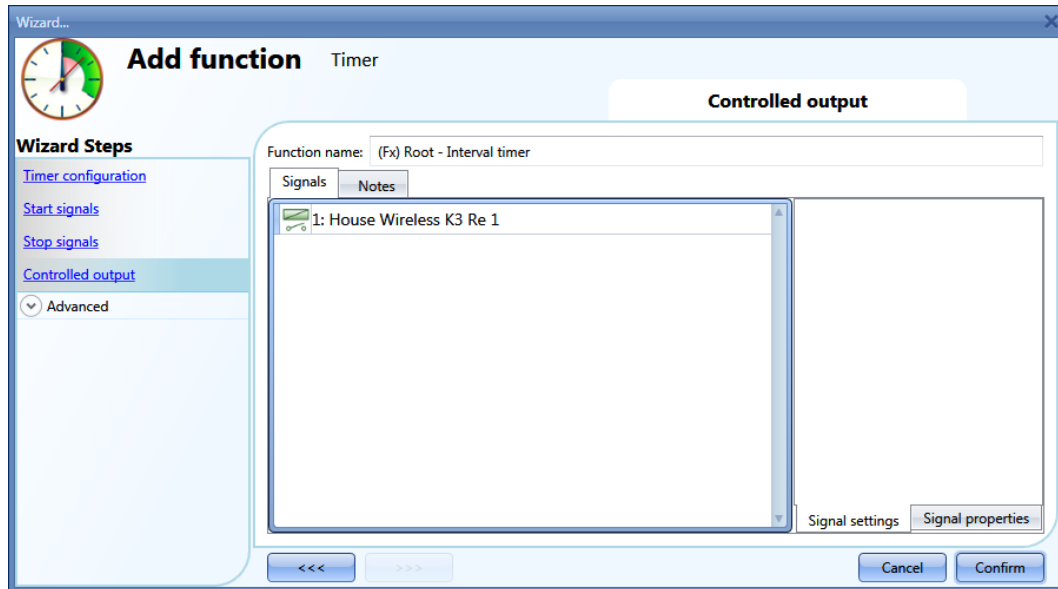 Wizard...
Add function Timer
Controlled output
Wizard Steps
Timer configuration
Start signals
Stop signals
Controlled output
Advanced
Function name: (Fx) Root - Interval timer
Signals Notes
1: House Wireless K3 Re 1
Signal settings Signal properties
<<< >>> Cancel Confirm